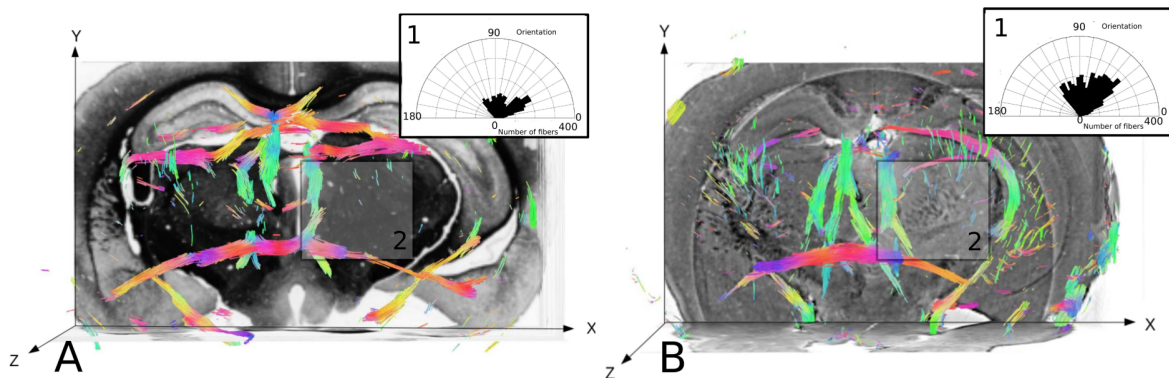 Y
1
90
Orientation
180
0
0
400
Number of fibers
2
X
Z
A
Y
1
90
Orientation
180
0
0
400
Number of fibers
2
X
Z
B